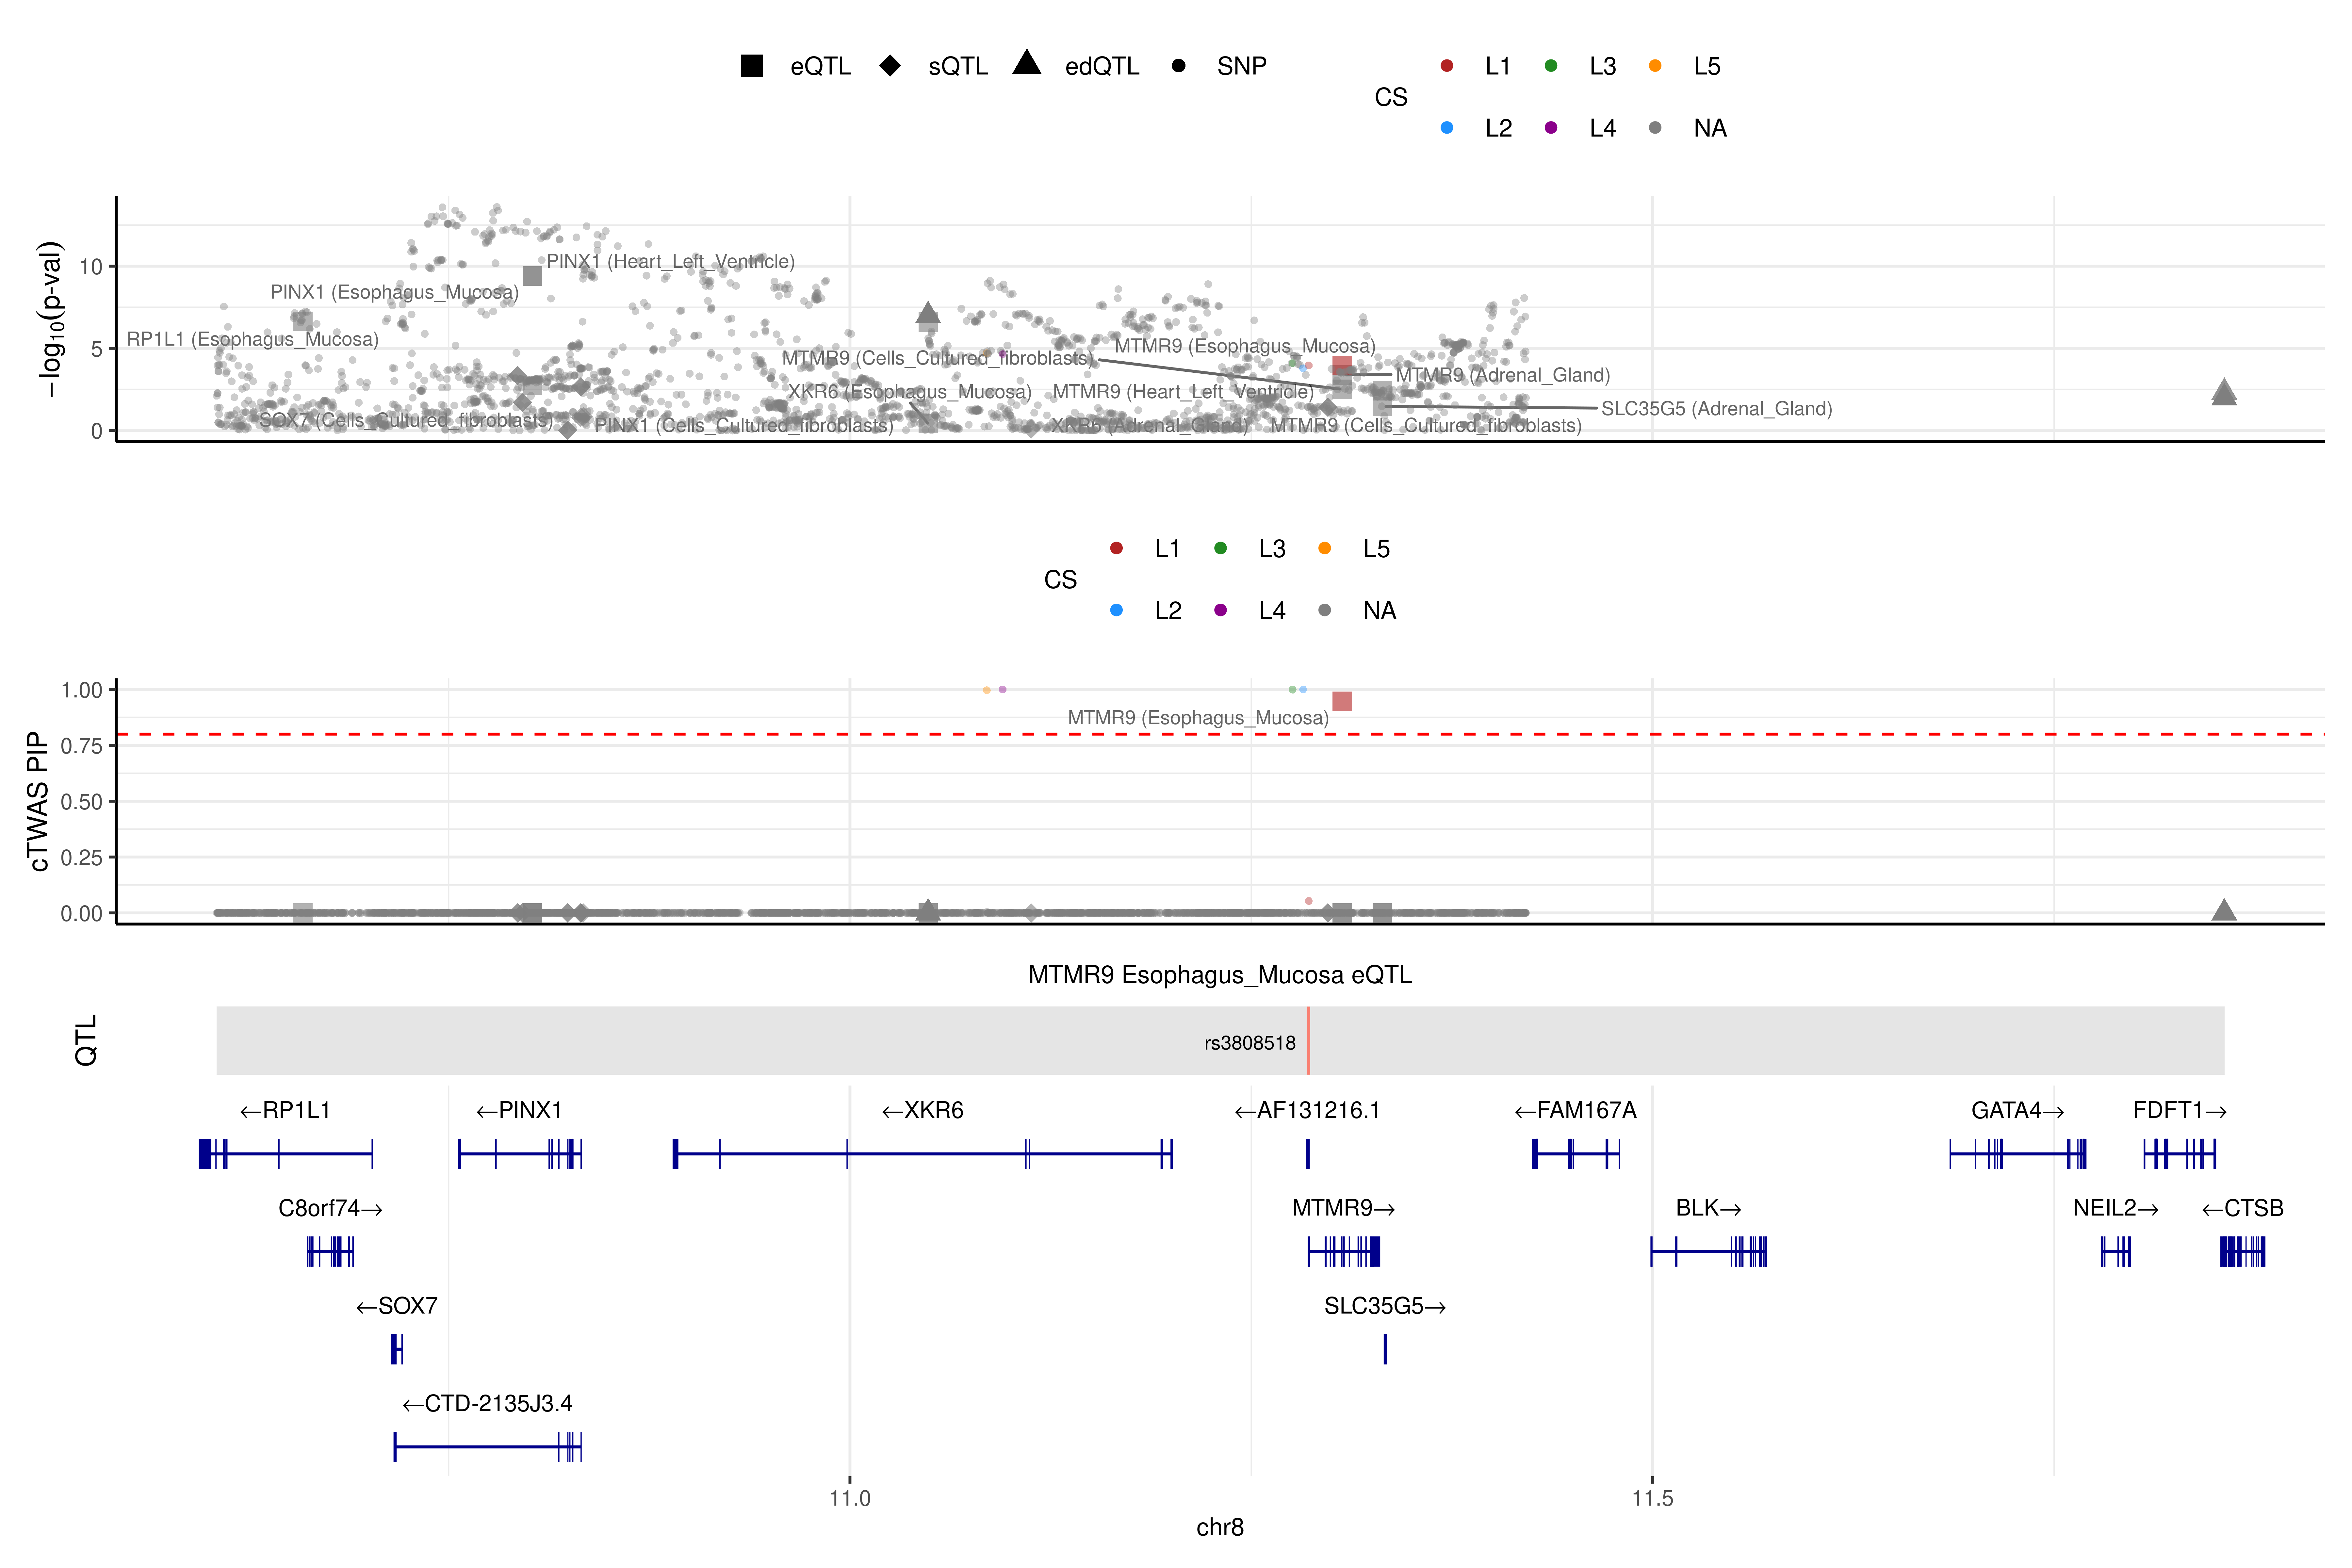 eQTL sQTL edQTL SNP
CS
L1 L3 L5
L2 L4 NA
−log10(p-val)
10
5
0
PINX1 (Heart_Left_Ventricle)
PINX1 (Esophagus_Mucosa)
RP1L1 (Esophagus_Mucosa)
MTMR9 (Esophagus_Mucosa)
MTMR9 (Cells_Cultured_fibroblasts)
MTMR9 (Adrenal_Gland)
XKR6 (Esophagus_Mucosa)
MTMR9 (Heart_Left_Ventricle)
SLC35G5 (Adrenal_Gland)
SOX7 (Cells_Cultured_fibroblasts)
PINX1 (Cells_Cultured_fibroblasts)
XKR6 (Adrenal_Gland)
MTMR9 (Cells_Cultured_fibroblasts)
CS
L1 L3 L5
L2 L4 NA
cTWAS PIP
1.00
0.75
0.50
0.25
0.00
MTMR9 (Esophagus_Mucosa)
MTMR9 Esophagus_Mucosa eQTL
QTL
rs3808518
←RP1L1 ←PINX1 ←XKR6 ←AF131216.1 ←FAM167A GATA4→ FDFT1→
C8orf74→ MTMR9→ BLK→ NEIL2→ ←CTSB
←SOX7 SLC35G5→
←CTD-2135J3.4
11.0 11.5
chr8